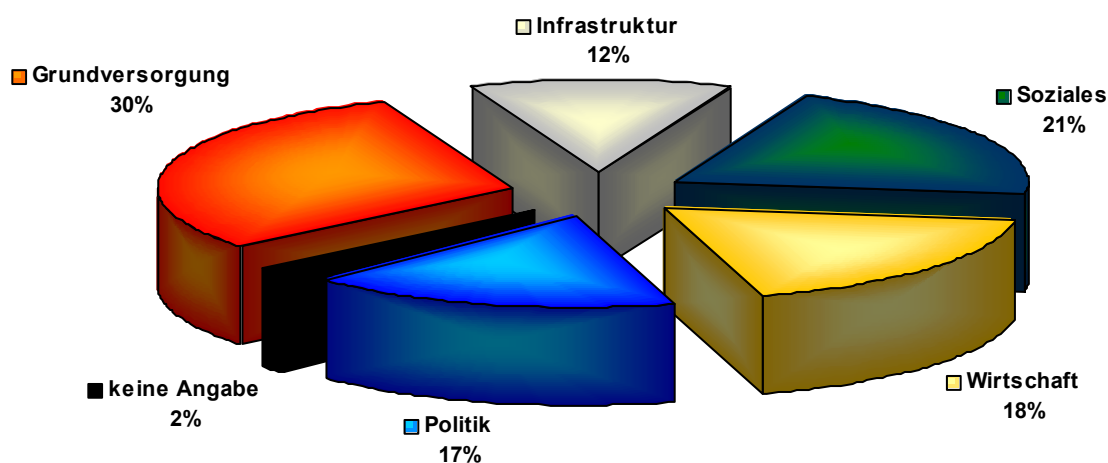 Infrastruktur
12%
Grundversorgung
30%
Soziales
21%
keine Angabe
2%
Politik
17%
Wirtschaft
18%